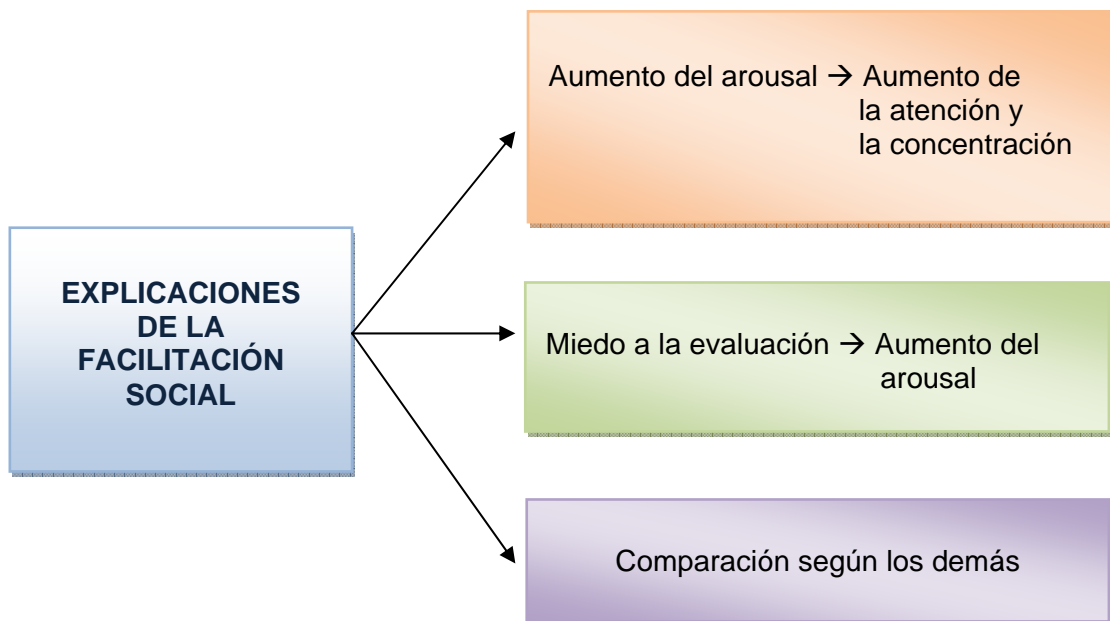 EXPLICACIONES
DE LA
FACILITACIÓN
SOCIAL
Aumento del arousal → Aumento de
la atención y
la concentración
Miedo a la evaluación → Aumento del
arousal
Comparación según los demás